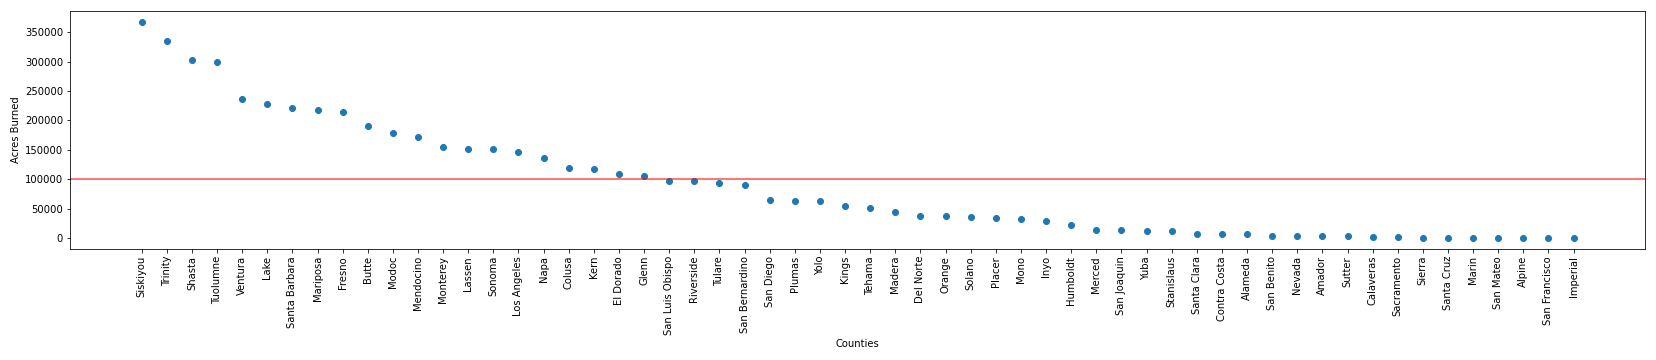 350000
300000
250000
200000
150000
100000
50000
0
Acres Burned
Siskiyou
Trinity
Shasta
Tuolumne
Ventura
Lake
Santa Barbara
Mariposa
Fresno
Butte
Modoc
Mendocino
Monterey
Lassen
Sonoma
Los Angeles
Napa
Colusa
Kern
El Dorado
Glenn
San Luis Obispo
Riverside
Tulare
San Bernardino
San Diego
Plumas
Yolo
Kings
Tehama
Madera
Del Norte
Orange
Solano
Placer
Mono
Inyo
Humboldt
Merced
San Joaquin
Yuba
Stanislaus
Santa Clara
Contra Costa
Alameda
San Benito
Nevada
Amador
Sutter
Calaveras
Sacramento
Sierra
Santa Cruz
Marin
San Mateo
Alpine
San Francisco
Imperial
Counties